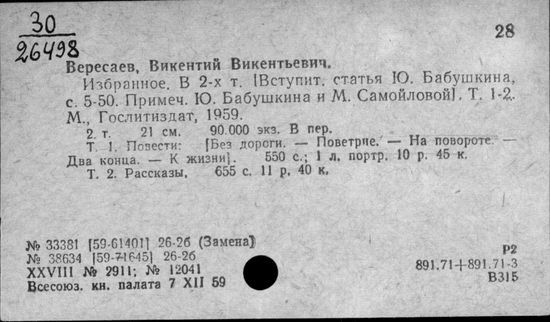 30
26498
28
Вересаев, Викентий Викентьевич.
Избранное. В 2-х т. [Вступит. статья Ю. Бабушкина,
с. 5-50. Примеч. Ю. Бабушкина и М. Самойловой]. Т. 1-2.
М., Гослитиздат, 1959.
2. т. 21 см. 90.000 экз. В пер.
Т. 1. Повести: [Без дороги. — Поветрие. — На повороте. —
Два конца. — К жизни]. 550 с.; 1 л. портр. 10 р. 45 к.
Т. 2. Рассказы. 655 с. 11 р. 40 к.
№ 33381 [59-61401] 26-2б (Замена)
№ 38634 [59-71645] 26-2б
XXVIII № 2911; № 12041
Всесоюз. кн. палата 7 XII 59
Р2
891.71+891.71-3
В315